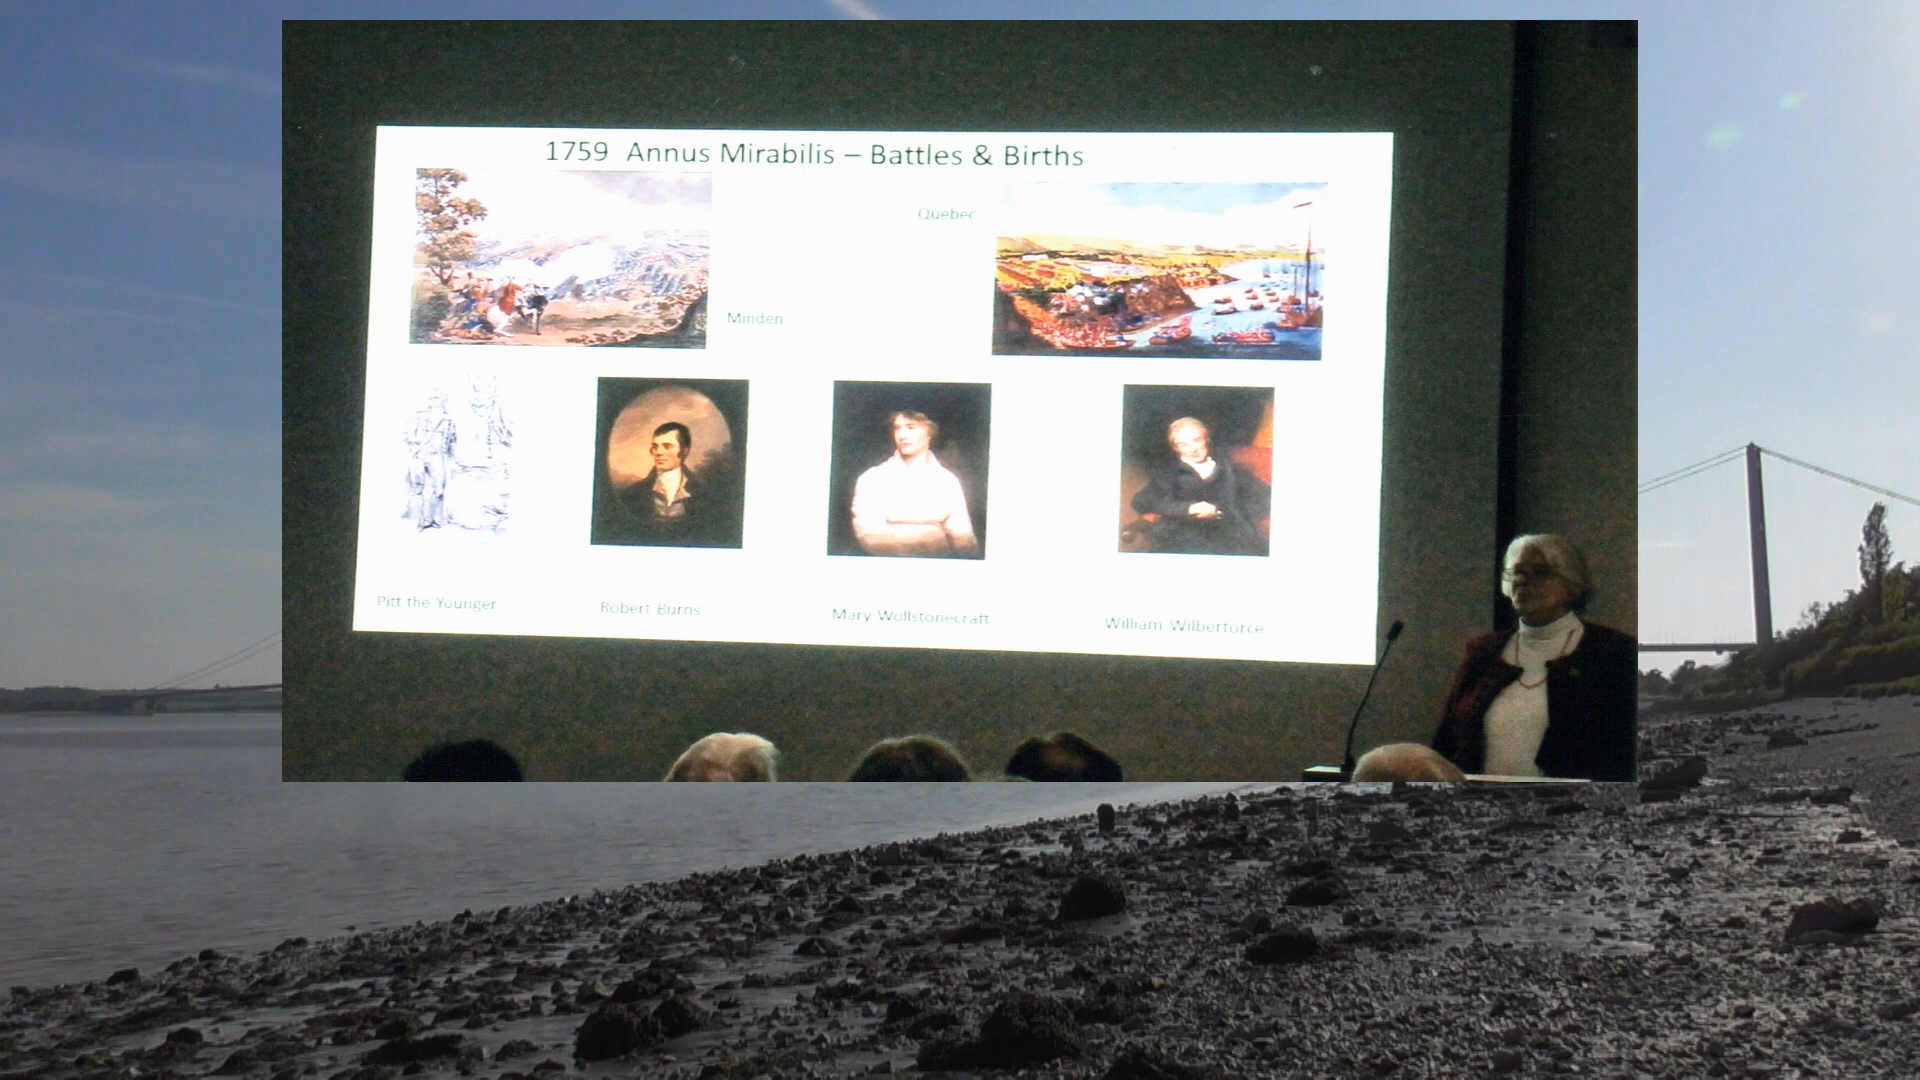 1759 Annus Mirabilis – Battles & Births
Quebec
Minden
Pitt the Younger
Robert Burns
Mary Wollstonecraft
William Wilberforce